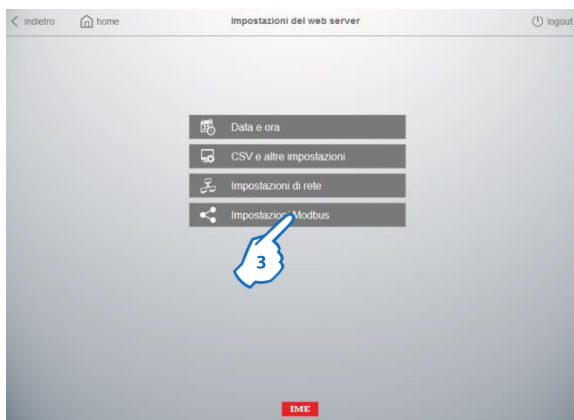 indietro
home
Impostazioni del web server
logout
Data e ora
CSV e altre impostazioni
Impostazioni di rete
Impostazioni Modbus
3
IME